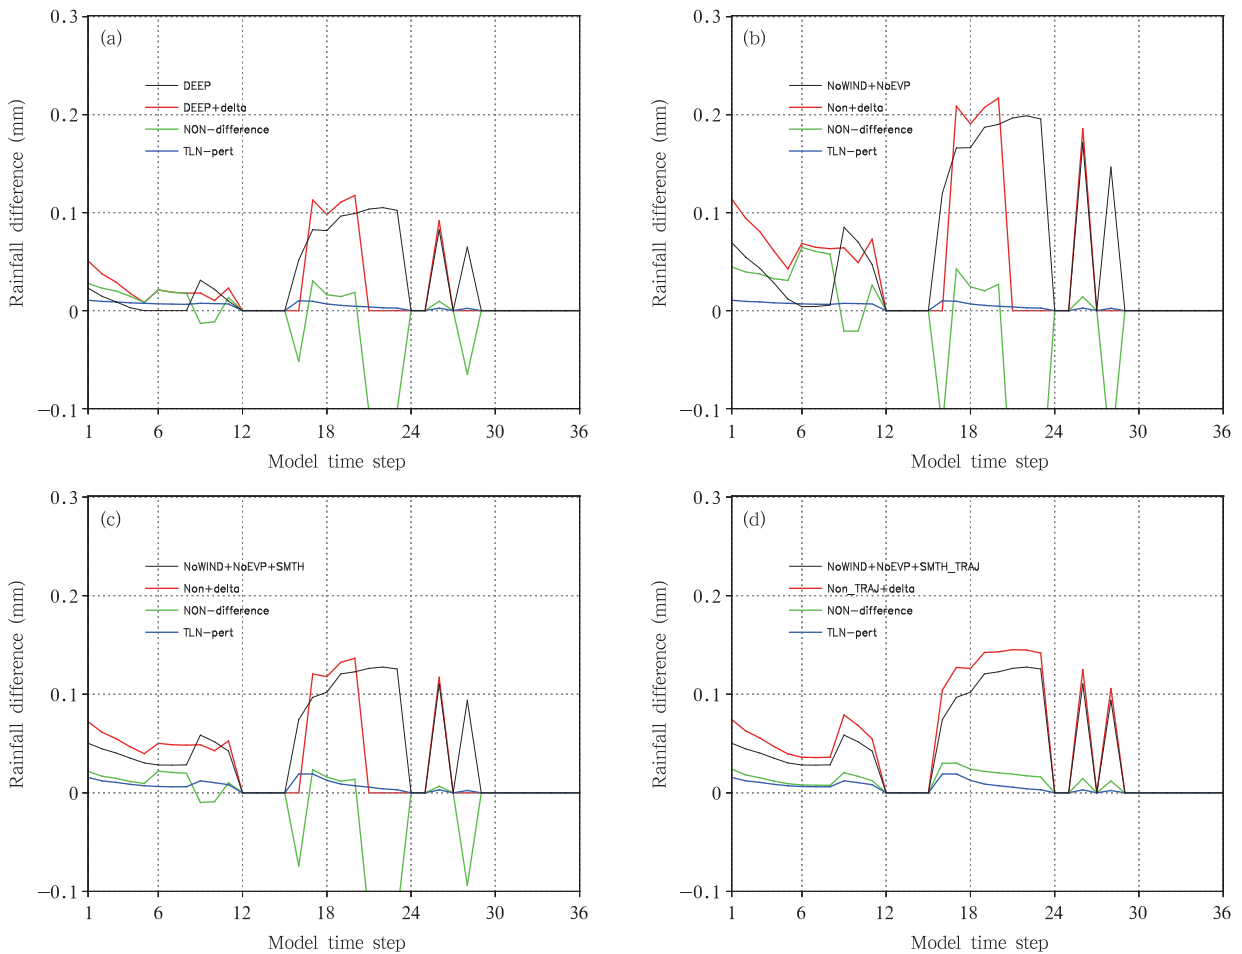 0.3
(a)
DEEP
DEEP+delta
NON-difference
TLN-pert
0.2
0.1
0
−0.1
Rainfall difference (mm)
1 6 12 18 24 30 36
Model time step
0.3
(b)
NoWIND+NoEVP
Non+delta
NON-difference
TLN-pert
0.2
0.1
0
−0.1
Rainfall difference (mm)
1 6 12 18 24 30 36
Model time step
0.3
(c)
NoWIND+NoEVP+SMTH
Non+delta
NON-difference
TLN-pert
0.2
0.1
0
−0.1
Rainfall difference (mm)
1 6 12 18 24 30 36
Model time step
0.3
(d)
NoWIND+NoEVP+SMTH_TRAJ
Non_TRAJ+delta
NON-difference
TLN-pert
0.2
0.1
0
−0.1
Rainfall difference (mm)
1 6 12 18 24 30 36
Model time step